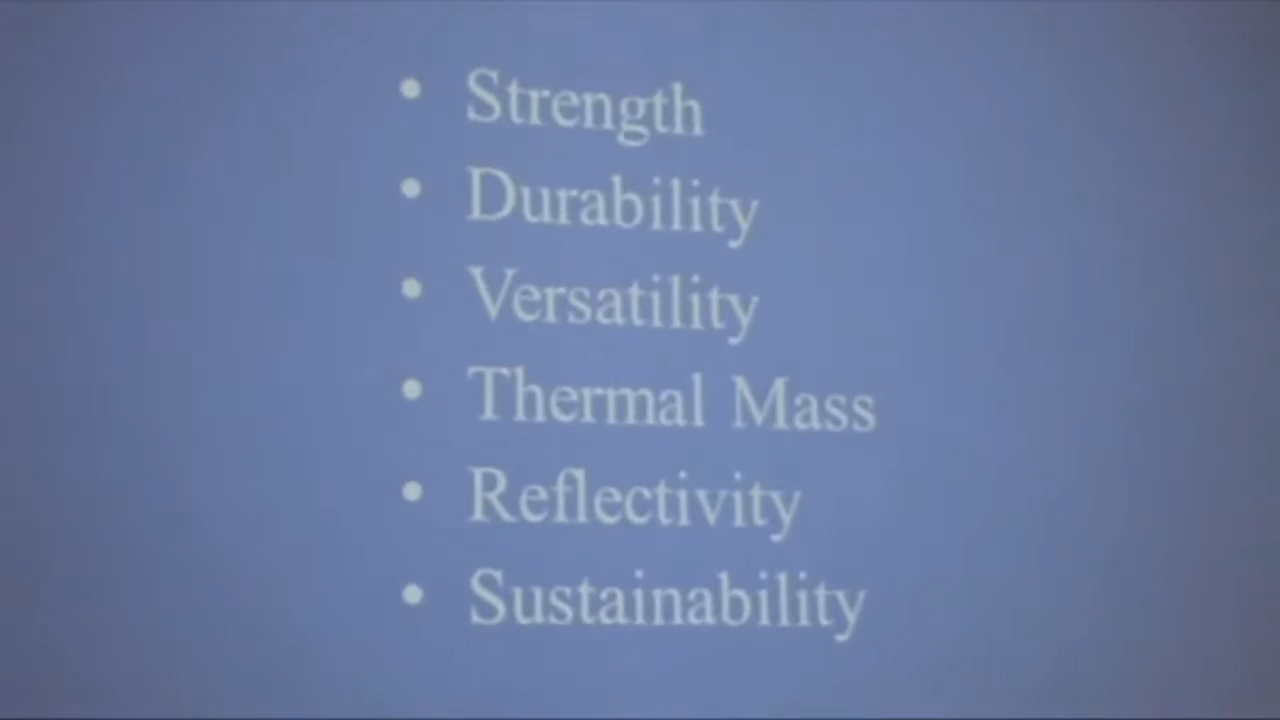 • Strength
• Durability
• Versatility
• Thermal Mass
• Reflectivity
• Sustainability